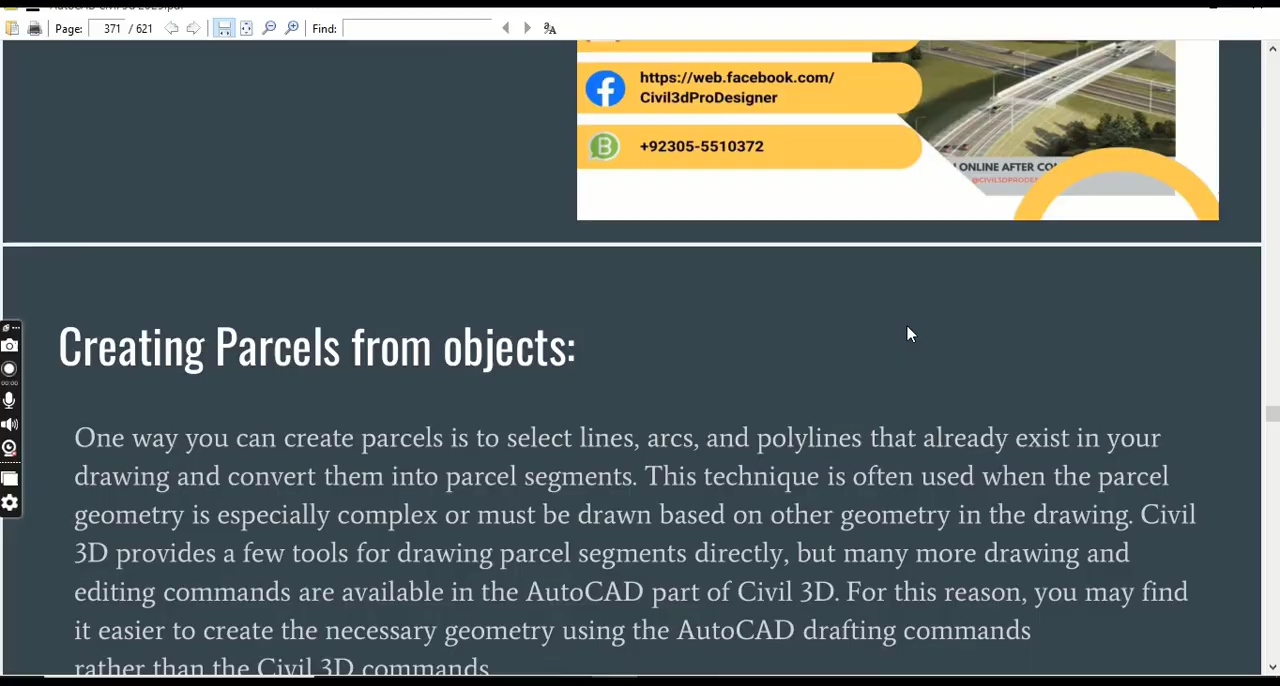 Page: 371 / 621 Find:
https://web.facebook.com/
Civil3dProDesigner
+92305-5510372
ONLINE AFTER
Creating Parcels from objects:
One way you can create parcels is to select lines, arcs, and polylines that already exist in your
drawing and convert them into parcel segments. This technique is often used when the parcel
geometry is especially complex or must be drawn based on other geometry in the drawing. Civil
3D provides a few tools for drawing parcel segments directly, but many more drawing and
editing commands are available in the AutoCAD part of Civil 3D. For this reason, you may find
it easier to create the necessary geometry using the AutoCAD drafting commands
rather than the Civil 3D commands